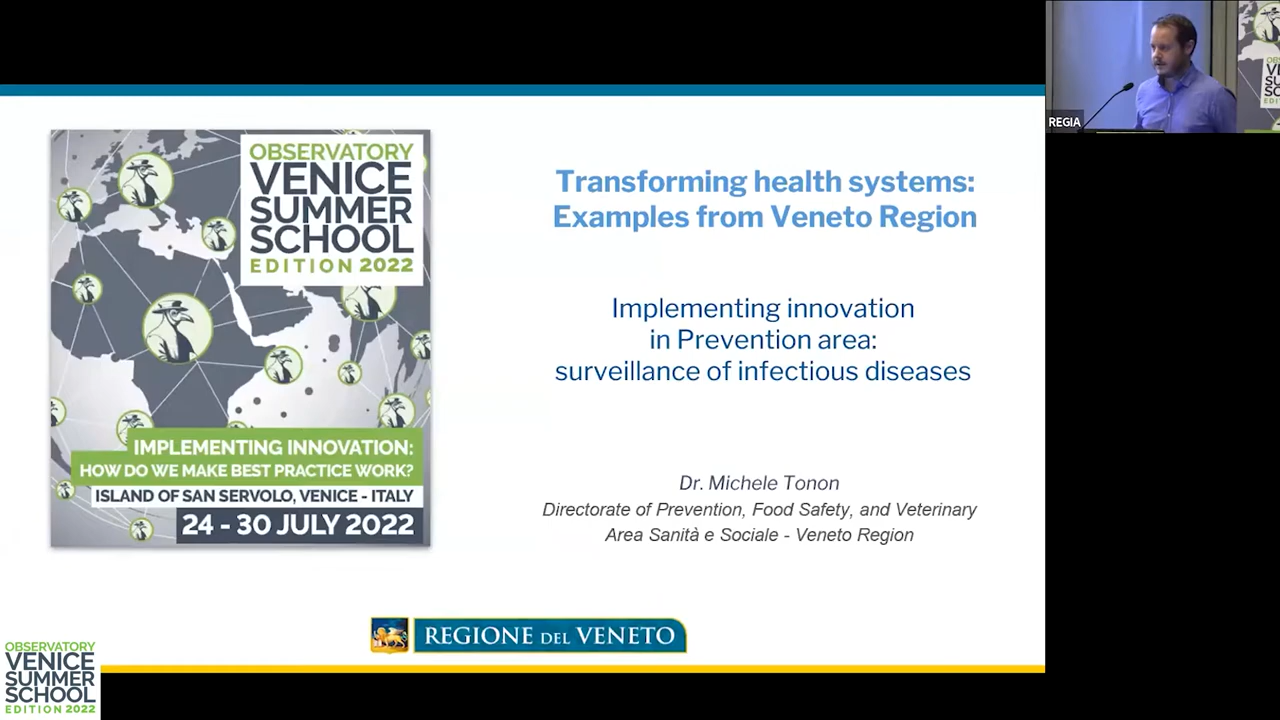 OBSERVATORY
VENICE
SUMMER
SCHOOL
EDITION 2022
IMPLEMENTING INNOVATION:
HOW DO WE MAKE BEST PRACTICE WORK?
ISLAND OF SAN SERVOLO, VENICE - ITALY
24 - 30 JULY 2022
Transforming health systems:
Examples from Veneto Region
Implementing innovation
in Prevention area:
surveillance of infectious diseases
Dr. Michele Tonon
Directorate of Prevention, Food Safety, and Veterinary
Area Sanità e Sociale - Veneto Region
REGIONE DEL VENETO
OBSERVATORY
VENICE
SUMMER
SCHOOL
EDITION 2022
REGIA